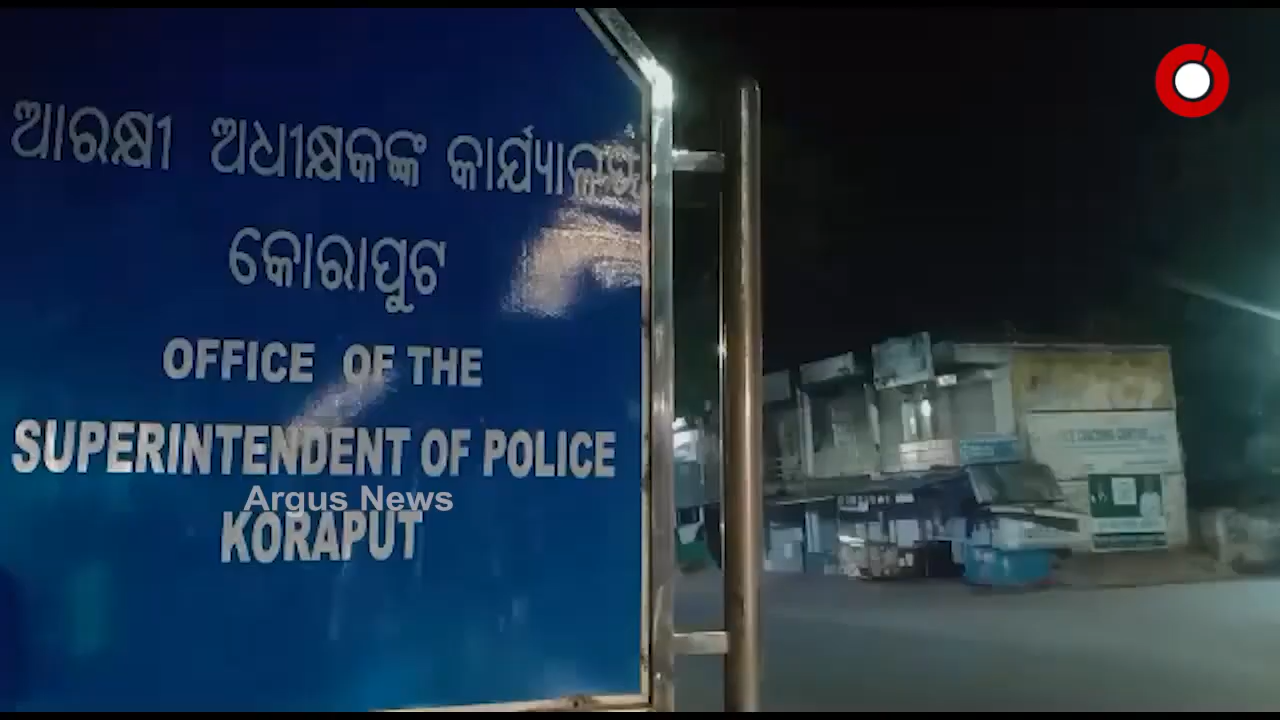 ଆରକ୍ଷୀ ଅଧୀକ୍ଷକଙ୍କ କାର୍ଯ୍ୟାଳୟ
କୋରାପୁଟ
OFFICE OF THE
SUPERINTENDENT OF POLICE
Argus News
KORAPUT